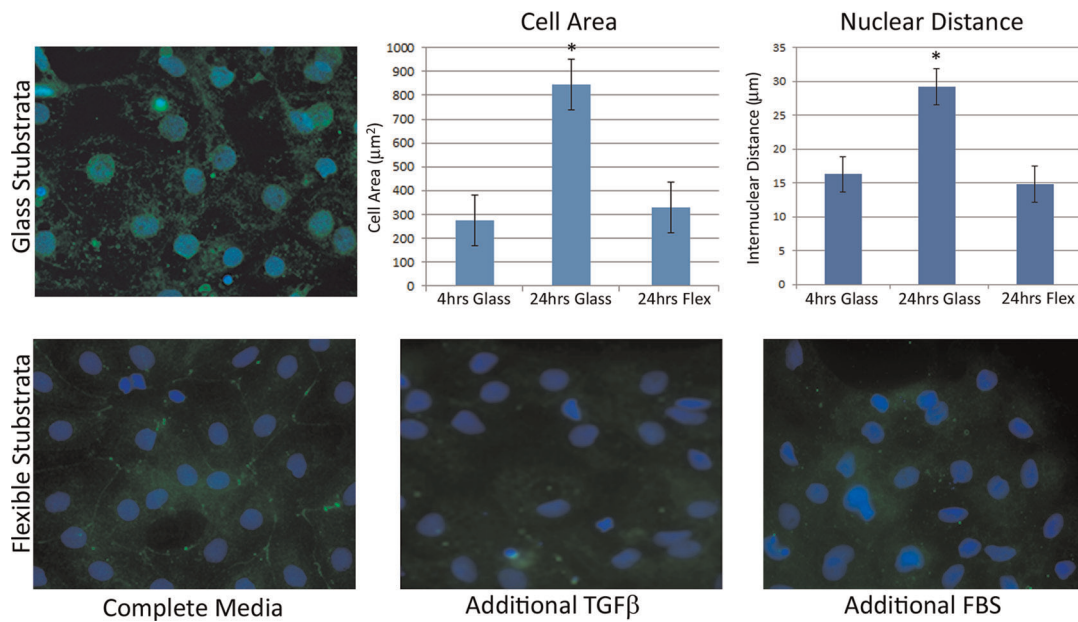 Glass Stubstrata
Cell Area
Cell Area (μm²)
1000
900
800
700
600
500
400
300
200
100
0
*
4hrs Glass 24hrs Glass 24hrs Flex
Nuclear Distance
Internuclear Distance (μm)
35
30
25
20
15
10
5
0
*
4hrs Glass 24hrs Glass 24hrs Flex
Flexible Stubstrata
Complete Media
Additional TGFβ
Additional FBS